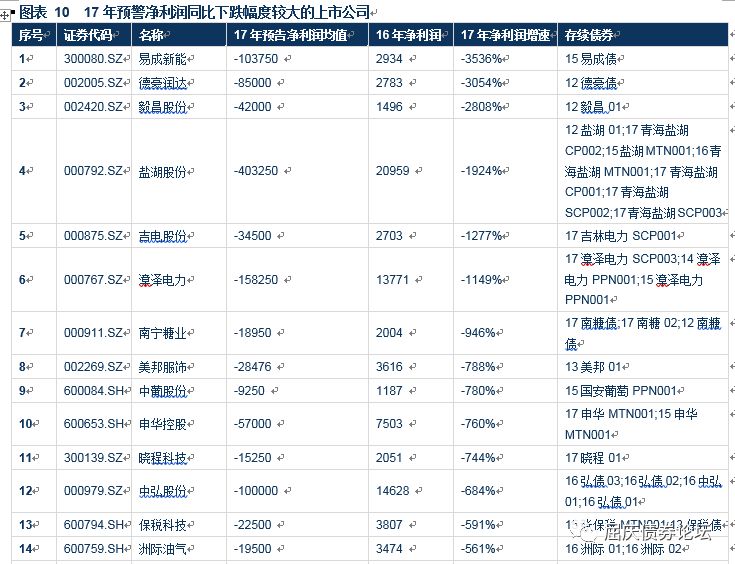 图表 10 17 年预警净利润同比下跌幅度较大的上市公司
序号 证券代码 名称 17 年预告净利润均值 16 年净利润 17 年净利润增速 存续债券
1 300080.SZ 易成新能 -103750 2934 -3536% 15 易成债
2 002005.SZ 德豪润达 -85000 2783 -3054% 12 德豪债
3 002420.SZ 毅昌股份 -42000 1496 -2808% 12 毅昌 01
4 000792.SZ 盐湖股份 -403250 20959 -1924% 12 盐湖 01;17 青海盐湖
CP002;15 盐湖 MTN001;16 青
海盐湖 MTN001;17 青海盐湖
CP001;17 青海盐湖
SCP002;17 青海盐湖 SCP003
5 000875.SZ 吉电股份 -34500 2703 -1277% 17 吉林电力 SCP001
6 000767.SZ 漳泽电力 -158250 13771 -1149% 17 漳泽电力 SCP003;14 漳泽
电力 PPN001;15 漳泽电力
PPN001
7 000911.SZ 南宁糖业 -18950 2004 -946% 17 南糖债;17 南糖 02;12 南糖
债
8 002269.SZ 美邦服饰 -28476 3616 -788% 13 美邦 01
9 600084.SH 中葡股份 -9250 1187 -780% 15 国安葡萄 PPN001
10 600653.SH 申华控股 -57000 7503 -760% 17 申华 MTN001;15 申华
MTN001
11 300139.SZ 晓程科技 -15250 2051 -744% 17 晓程 01
12 000979.SZ 中弘股份 -100000 14628 -684% 16 弘债 03;16 弘债 02;16 中弘
01;16 弘债 01
13 600794.SH 保税科技 -22500 3807 -591% 保税 MTN001;13 保税债
14 600759.SH 洲际油气 -19500 3474 -561% 16 洲际 01;16 洲际 02
屈庆债券论坛